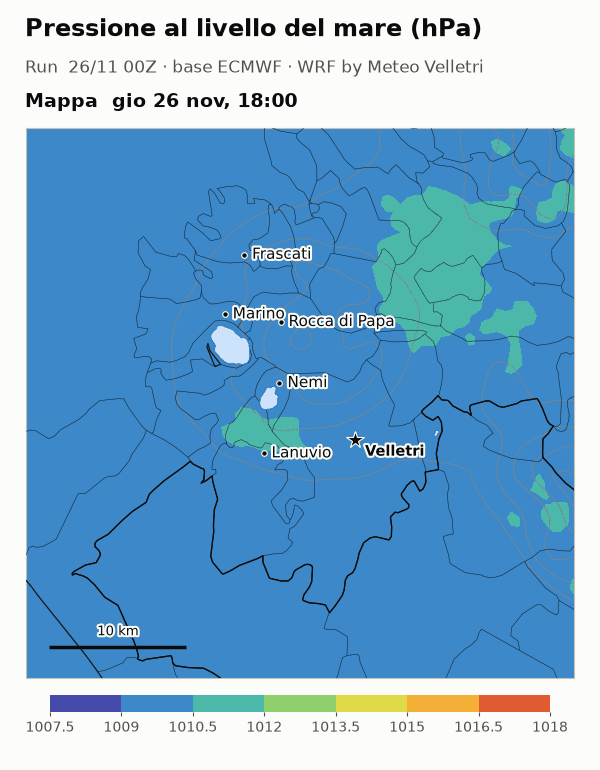 Pressione al livello del mare (hPa)
Run  26/11 00Z · base ECMWF · WRF by Meteo Velletri
Mappa  gio 26 nov, 18:00
Frascati
Marino
Rocca di Papa
Nemi
Velletri
Lanuvio
10 km
1007.5 1009 1010.5 1012 1013.5 1015 1016.5 1018